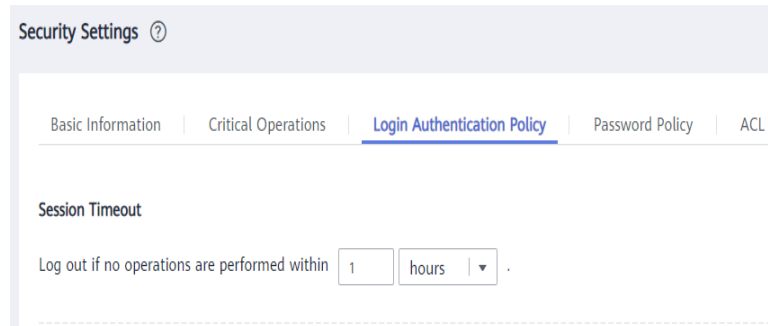 Security Settings ?
Basic Information Critical Operations Login Authentication Policy Password Policy ACL
Session Timeout
Log out if no operations are performed within 1 hours .